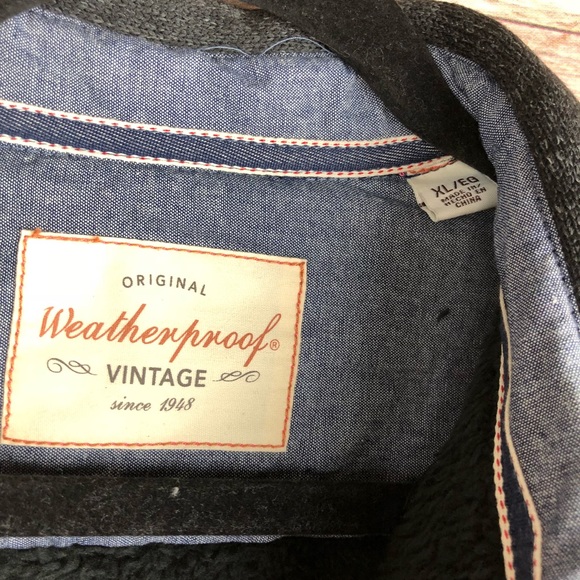 XL/EG
MADE IN/
HECHO EN
CHINA
ORIGINAL
Weatherproof®
VINTAGE
since 1948